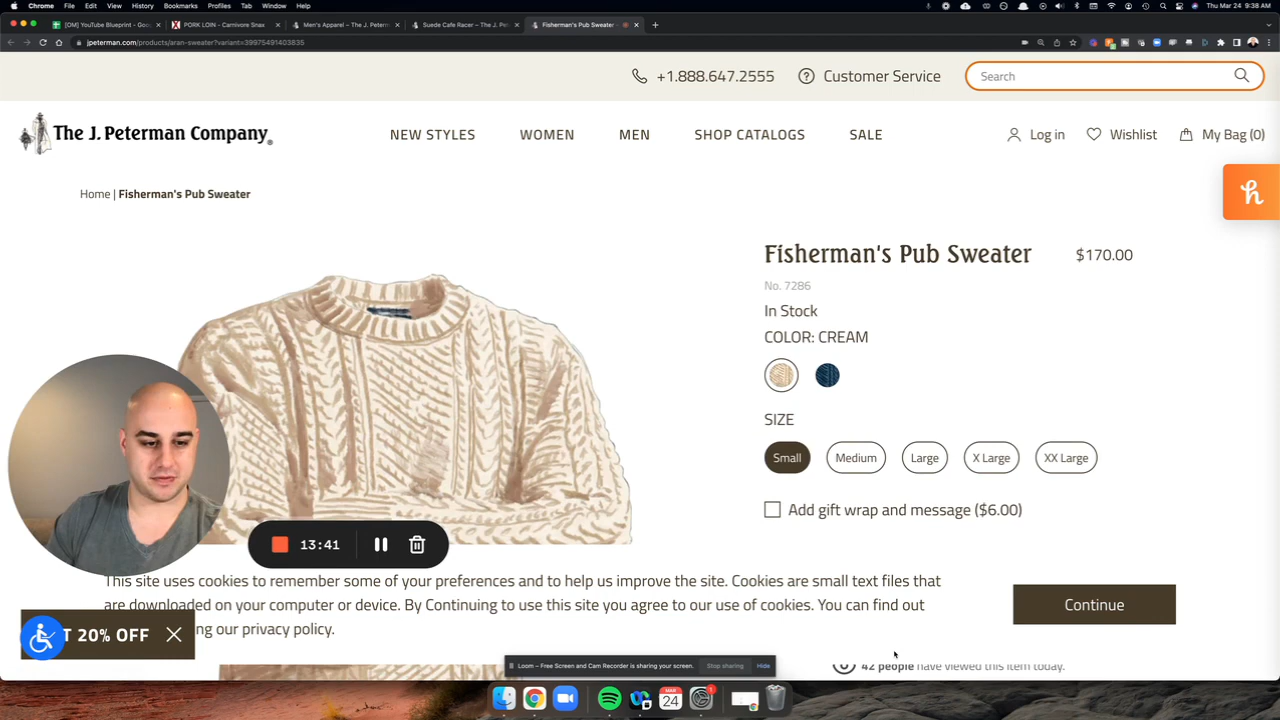 Chrome File Edit View History Bookmarks Profiles Tab Window Help Thu Mar 24 9:38 AM
[OM] YouTube Blueprint - Goo PORK LOIN – Carnivore Snax Men's Apparel – The J. Peterm Suede Cafe Racer – The J. Pet Fisherman's Pub Sweater
jpeterman.com/products/aran-sweater?variant=39975491403835
+1.888.647.2555 Customer Service Search
The J. Peterman Company NEW STYLES WOMEN MEN SHOP CATALOGS SALE Log in Wishlist My Bag (0)
Home | Fisherman's Pub Sweater
h
Fisherman's Pub Sweater $170.00
No. 7286
In Stock
COLOR: CREAM
SIZE
Small Medium Large X Large XX Large
Add gift wrap and message ($6.00)
13:41
This site uses cookies to remember some of your preferences and to help us improve the site. Cookies are small text files that
are downloaded on your computer or device. By Continuing to use this site you agree to our use of cookies. You can find out
ng our privacy policy.
Continue
T 20% OFF
42 people have viewed this item today.
Loom – Free Screen and Cam Recorder is sharing your screen. Stop sharing Hide
MAR
24
1